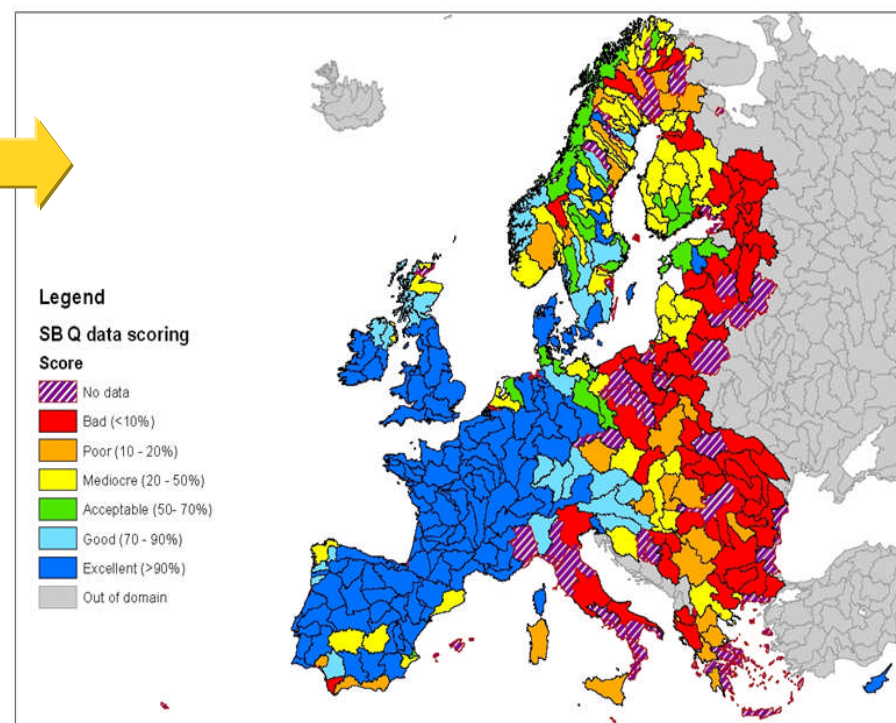 Legend
SB Q data scoring
Score
No data
Bad (<10%)
Poor (10 - 20%)
Mediocre (20 - 50%)
Acceptable (50- 70%)
Good (70 - 90%)
Excellent (>90%)
Out of domain